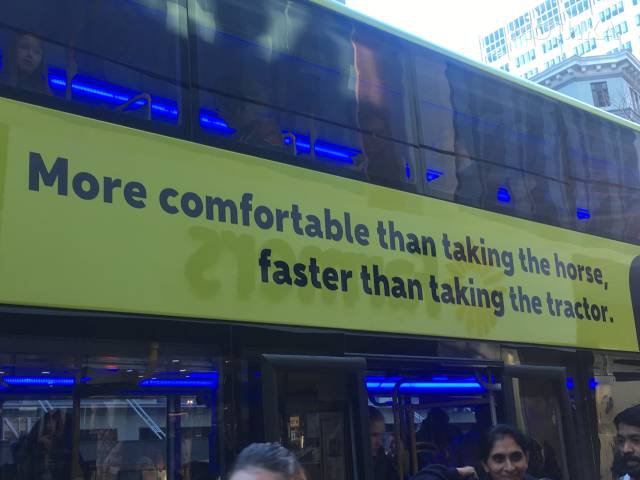 More comfortable than taking the horse,
faster than taking the tractor.